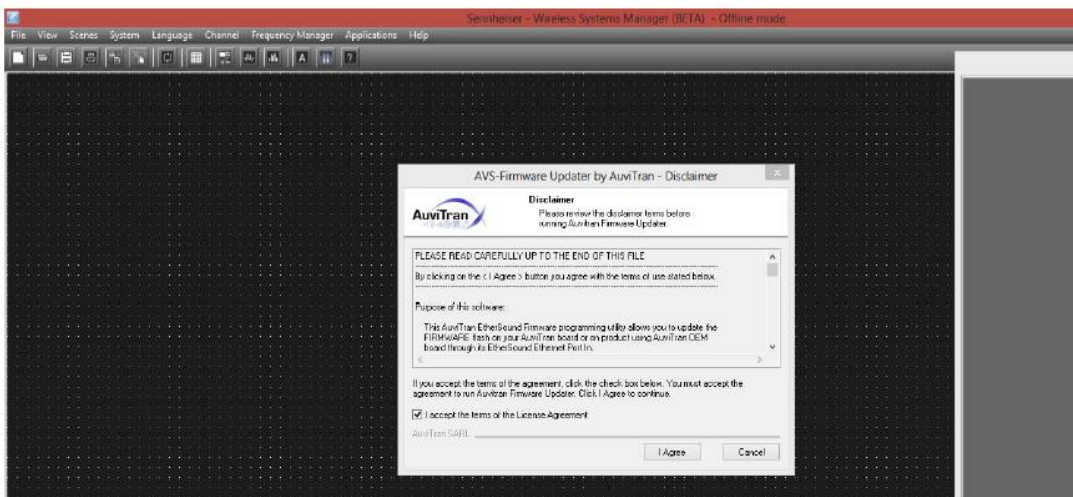 Sennheiser - Wireless Systems Manager (BETA) - Offline mode
File View Scenes System Language Channel Frequency Manager Applications Help
A ?
AVS-Firmware Updater by AuviTran - Disclaimer
x
AuviTran
Disclaimer
Please review the disclaimer terms before
running Auvitran Firmware Updater.
PLEASE READ CAREFULLY UP TO THE END OF THIS FILE
By clicking on the < I Agree > button you agree with the terms of use stated below.
Purpose of this software:
This AuviTran EtherSound Firmware programming utility allows you to update the
FIRMWARE flash on your AuviTran board or on product using AuviTran OEM
board through its EtherSound Ethernet Port In.
If you accept the terms of the agreement, click the check box below. You must accept the
agreement to run Auvitran Firmware Updater. Click I Agree to continue.
I accept the terms of the License Agreement
AuviTran SARL
I Agree Cancel